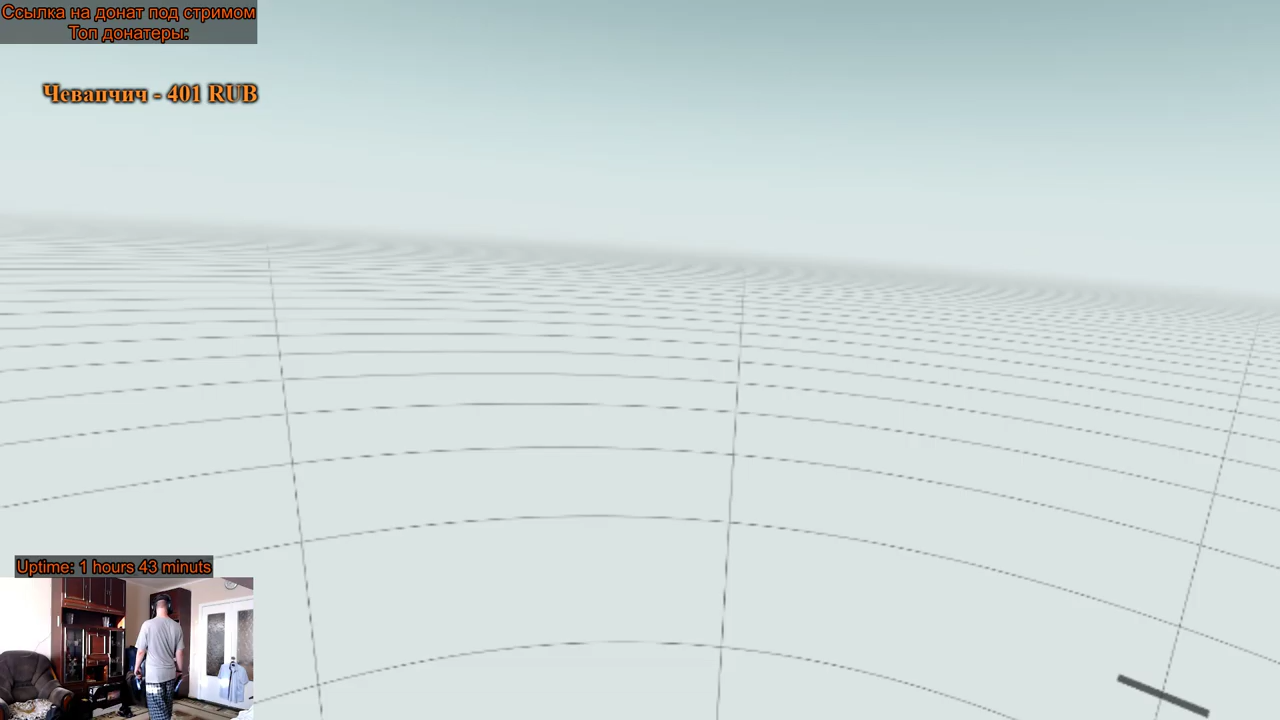 Ссылка на донат под стримом
Топ донатеры:
Чевапчич - 401 RUB
Uptime: 1 hours 43 minuts